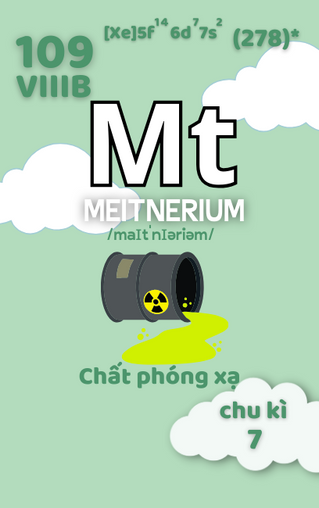 109
[Xe]5f¹⁴6d⁷7s²
(278)*
VIIIB
Mt
MEITNERIUM
/maɪtˈnɪəriəm/
Chất phóng xạ
chu kì
7